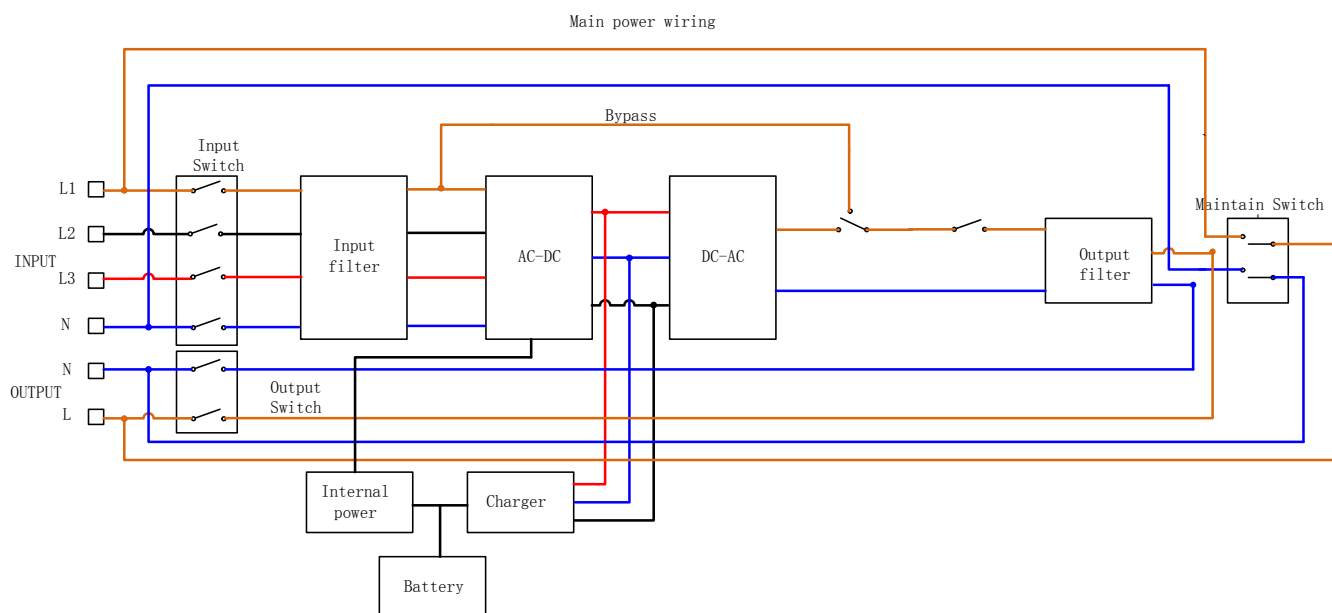 Main power wiring
Bypass
Input
Switch
L1
L2
INPUT
L3
N
Input
filter
AC-DC
DC-AC
Output
filter
Maintain Switch
N
OUTPUT
L
Output
Switch
Internal
power
Charger
Battery